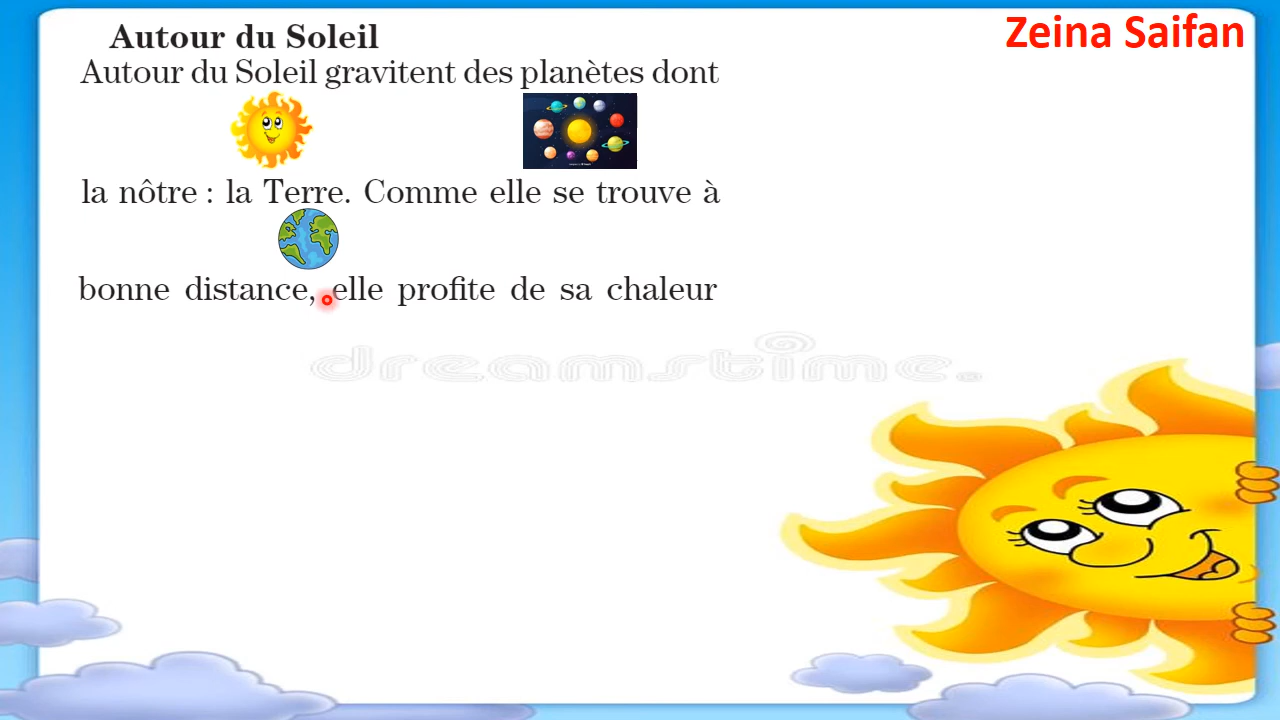 Autour du Soleil
Zeina Saifan
Autour du Soleil gravitent des planètes dont
la nôtre : la Terre. Comme elle se trouve à
bonne distance, elle profite de sa chaleur
dreamstime.